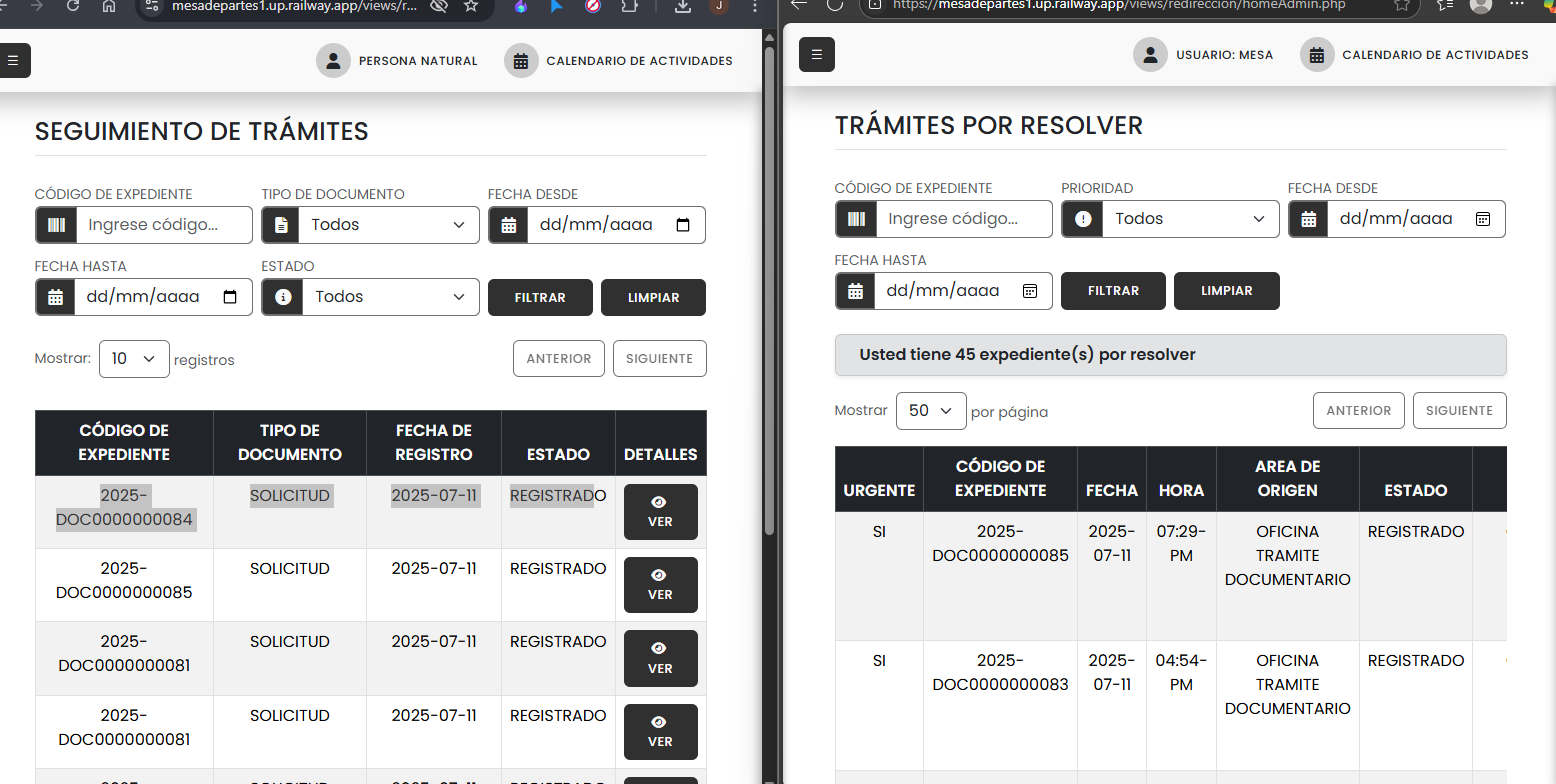 mesadepartes1.up.railway.app/views/r...
J
PERSONA NATURAL
CALENDARIO DE ACTIVIDADES
SEGUIMIENTO DE TRÁMITES
CÓDIGO DE EXPEDIENTE
TIPO DE DOCUMENTO
FECHA DESDE
Ingrese código...
Todos
dd/mm/aaaa
FECHA HASTA
ESTADO
dd/mm/aaaa
Todos
FILTRAR
LIMPIAR
Mostrar:
10
registros
ANTERIOR
SIGUIENTE
CÓDIGO DE EXPEDIENTE
TIPO DE DOCUMENTO
FECHA DE REGISTRO
ESTADO
DETALLES
2025-DOC0000000084
SOLICITUD
2025-07-11
REGISTRADO
VER
2025-DOC0000000085
SOLICITUD
2025-07-11
REGISTRADO
VER
2025-DOC0000000081
SOLICITUD
2025-07-11
REGISTRADO
VER
2025-DOC0000000081
SOLICITUD
2025-07-11
REGISTRADO
VER
https://mesadepartes1.up.railway.app/views/redireccion/homeAdmin.php
USUARIO: MESA
CALENDARIO DE ACTIVIDADES
TRÁMITES POR RESOLVER
CÓDIGO DE EXPEDIENTE
PRIORIDAD
FECHA DESDE
Ingrese código...
Todos
dd/mm/aaaa
FECHA HASTA
dd/mm/aaaa
FILTRAR
LIMPIAR
Usted tiene 45 expediente(s) por resolver
Mostrar
50
por página
ANTERIOR
SIGUIENTE
URGENTE
CÓDIGO DE EXPEDIENTE
FECHA
HORA
AREA DE ORIGEN
ESTADO
SI
2025-DOC0000000085
2025-07-11
07:29-PM
OFICINA TRAMITE DOCUMENTARIO
REGISTRADO
SI
2025-DOC0000000083
2025-07-11
04:54-PM
OFICINA TRAMITE DOCUMENTARIO
REGISTRADO